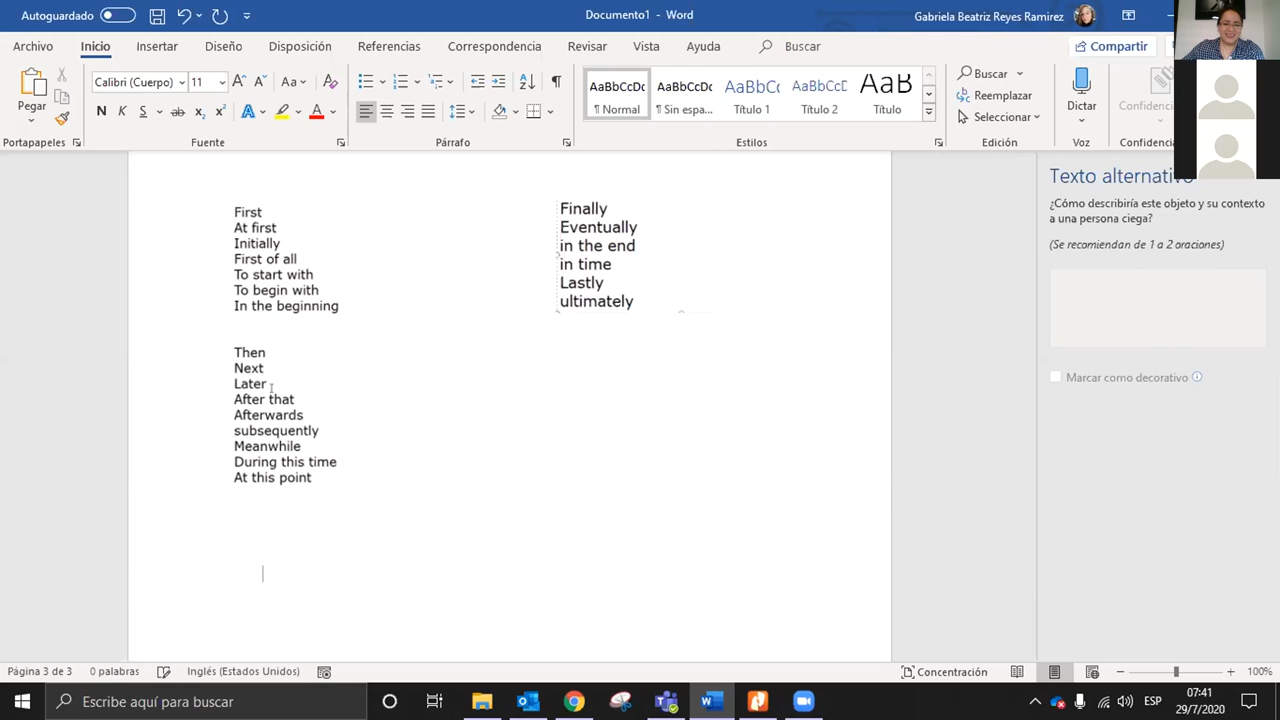 Autoguardado
Documento1 - Word
Gabriela Beatriz Reyes Ramirez
Archivo Inicio Insertar Diseño Disposición Referencias Correspondencia Revisar Vista Ayuda Buscar
Compartir
Pegar
Portapapeles
Calibri (Cuerpo) 11
Aa
N K S ab x₂ x² A A
Fuente
Párrafo
AaBbCcDc AaBbCcDc AaBbCc AaBbCcD AaB
¶ Normal ¶ Sin espa... Título 1 Título 2 Título
Estilos
Buscar
Reemplazar
Seleccionar
Edición
Dictar
Voz
Confidencialidad
First
At first
Initially
First of all
To start with
To begin with
In the beginning
Then
Next
Later
After that
Afterwards
subsequently
Meanwhile
During this time
At this point
Finally
Eventually
in the end
in time
Lastly
ultimately
Texto alternativo
¿Cómo describiría este objeto y su contexto
a una persona ciega?
(Se recomiendan de 1 a 2 oraciones)
Marcar como decorativo
Página 3 de 3 0 palabras Inglés (Estados Unidos)
Concentración
100%
Escribe aquí para buscar
ESP
07:41
29/7/2020